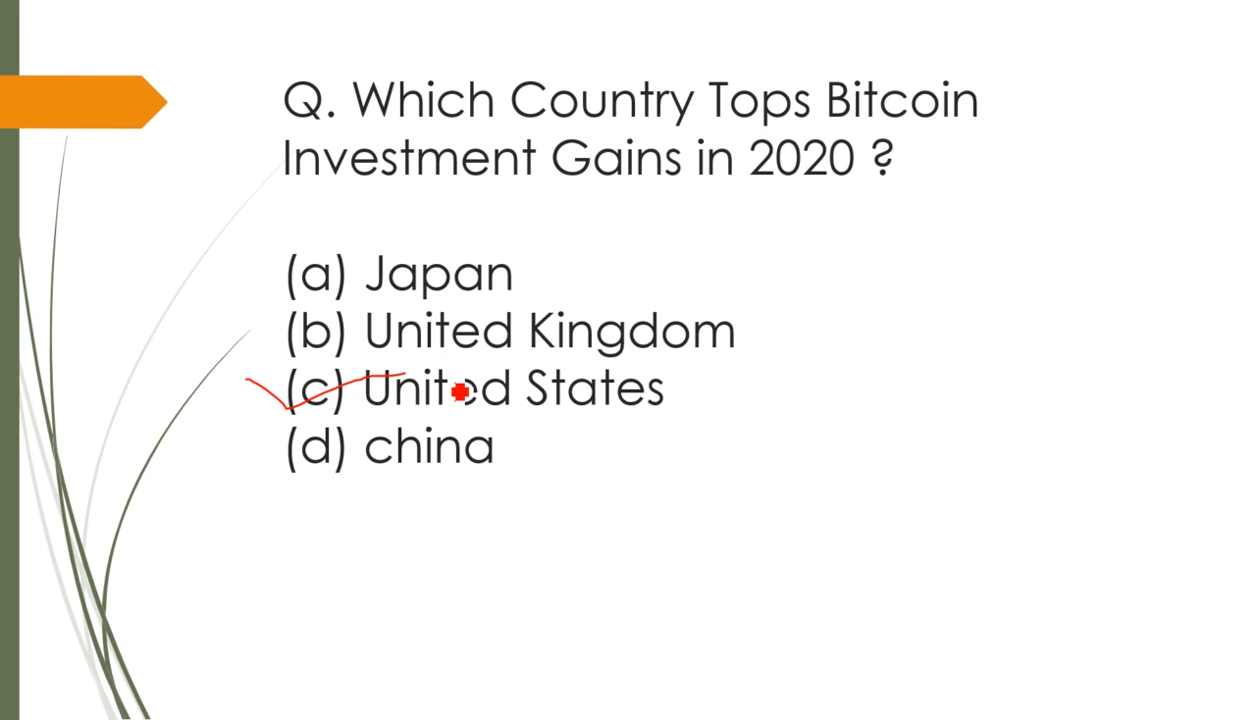 Q. Which Country Tops Bitcoin
Investment Gains in 2020 ?
(a) Japan
(b) United Kingdom
(c) United States
(d) china